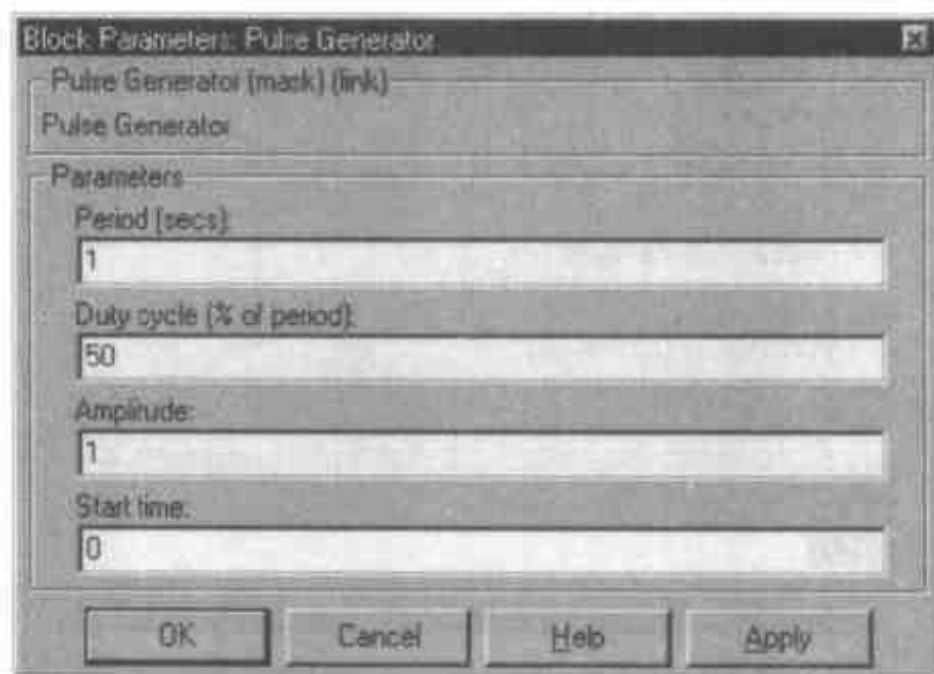 Block Parameters: Pulse Generator
Pulse Generator (mask) (link)
Pulse Generator
Parameters
Period (secs):
1
Duty cycle (% of period):
50
Amplitude:
1
Start time:
0
OK Cancel Help Apply